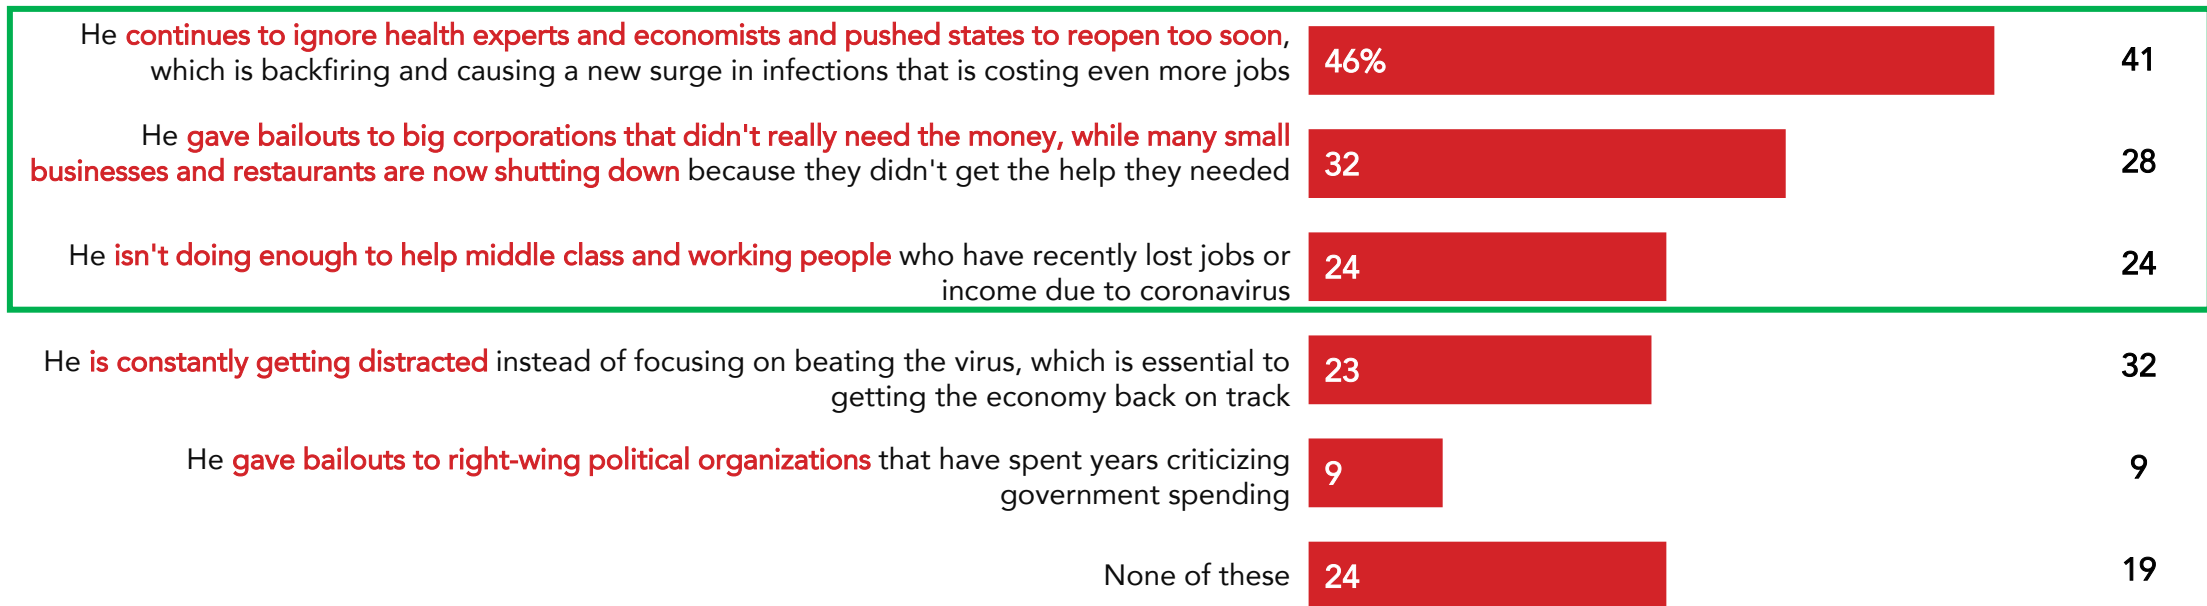 He continues to ignore health experts and economists and pushed states to reopen too soon,
which is backfiring and causing a new surge in infections that is costing even more jobs
46%
41
He gave bailouts to big corporations that didn't really need the money, while many small
businesses and restaurants are now shutting down because they didn't get the help they needed
32
28
He isn't doing enough to help middle class and working people who have recently lost jobs or
income due to coronavirus
24
24
He is constantly getting distracted instead of focusing on beating the virus, which is essential to
getting the economy back on track
23
32
He gave bailouts to right-wing political organizations that have spent years criticizing
government spending
9
9
None of these
24
19